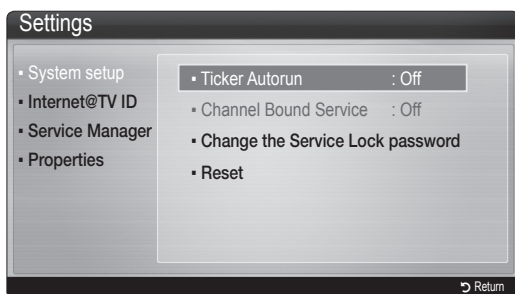 Settings
▪ System setup
▪ Internet@TV ID
▪ Service Manager
▪ Properties
▪ Ticker Autorun : Off
▪ Channel Bound Service : Off
▪ Change the Service Lock password
▪ Reset
Return